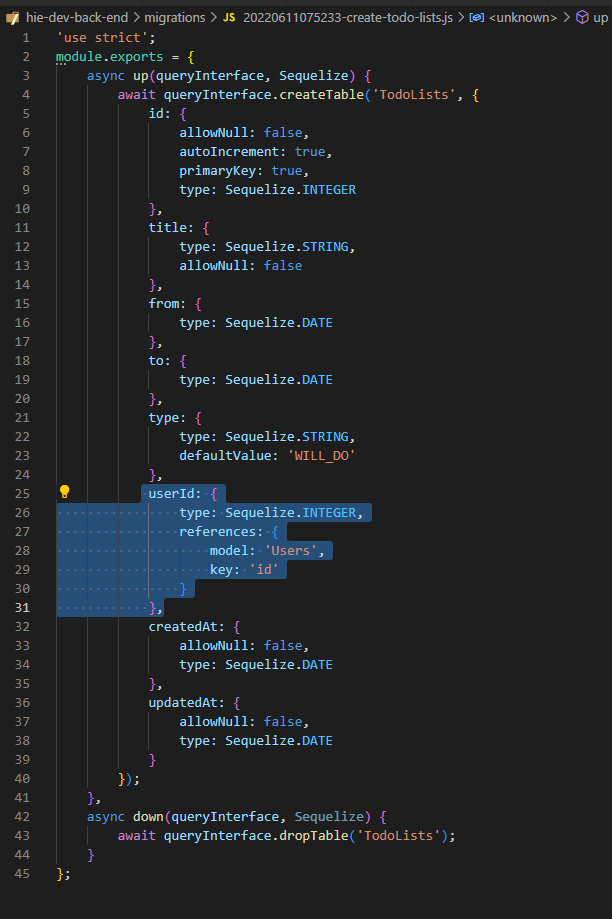 hie-dev-back-end > migrations > JS 20220611075233-create-todo-lists.js > <unknown> > up
1 'use strict';
2 module.exports = {
3 async up(queryInterface, Sequelize) {
4 await queryInterface.createTable('TodoLists', {
5 id: {
6 allowNull: false,
7 autoIncrement: true,
8 primaryKey: true,
9 type: Sequelize.INTEGER
10 },
11 title: {
12 type: Sequelize.STRING,
13 allowNull: false
14 },
15 from: {
16 type: Sequelize.DATE
17 },
18 to: {
19 type: Sequelize.DATE
20 },
21 type: {
22 type: Sequelize.STRING,
23 defaultValue: 'WILL_DO'
24 },
25 userId: {
26 type: Sequelize.INTEGER,
27 references: {
28 model: 'Users',
29 key: 'id'
30 }
31 },
32 createdAt: {
33 allowNull: false,
34 type: Sequelize.DATE
35 },
36 updatedAt: {
37 allowNull: false,
38 type: Sequelize.DATE
39 }
40 });
41 },
42 async down(queryInterface, Sequelize) {
43 await queryInterface.dropTable('TodoLists');
44 }
45 };